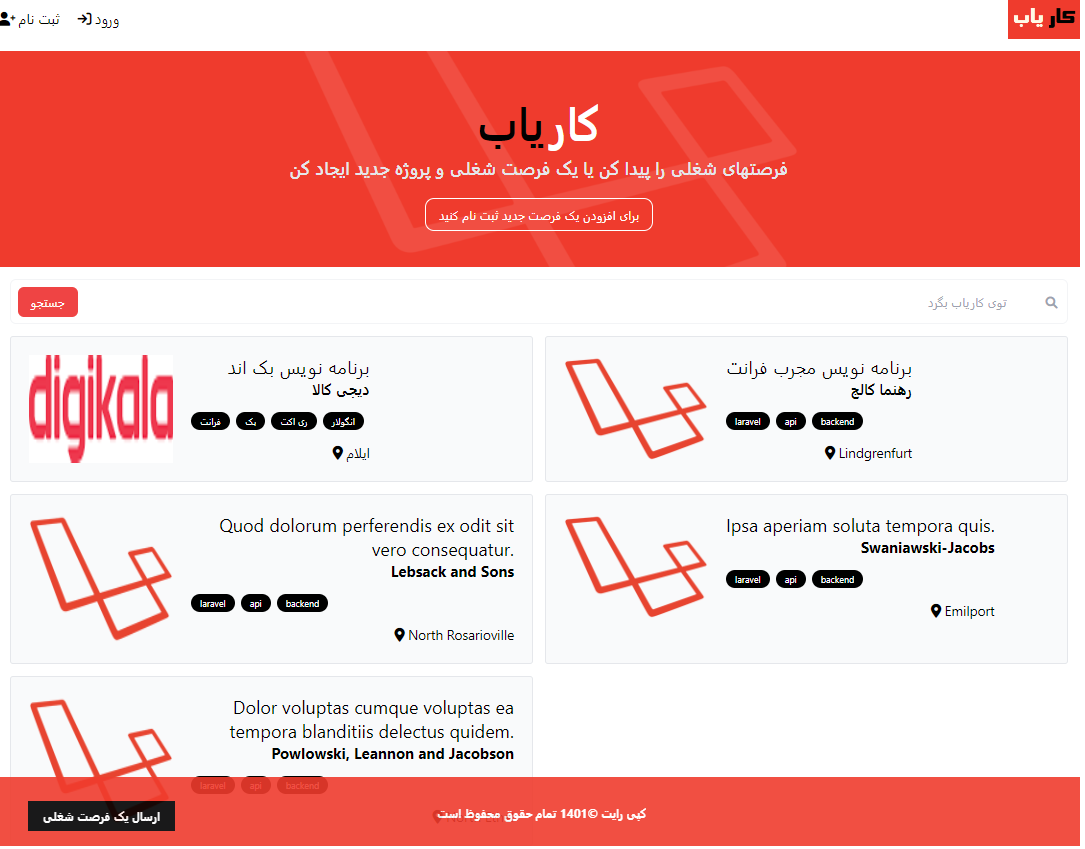 کار یاب
ورود
ثبت نام
کاریاب
فرصتهای شغلی را پیدا کن یا یک فرصت شغلی و پروژه جدید ایجاد کن
برای افزودن یک فرصت جدید ثبت نام کنید
توی کاریاب بگرد
جستجو
برنامه نویس مجرب فرانت
رهنما کالج
laravel api backend
Lindgrenfurt
digikala
برنامه نویس بک اند
دیجی کالا
انگولار ری اکت بک فرانت
ایلام
Ipsa aperiam soluta tempora quis.
Swaniawski-Jacobs
laravel api backend
Emilport
Quod dolorum perferendis ex odit sit
vero consequatur.
Lebsack and Sons
laravel api backend
North Rosarioville
Dolor voluptas cumque voluptas ea
tempora blanditiis delectus quidem.
Powlowski, Leannon and Jacobson
laravel api backend
کپی رایت ©1401 تمام حقوق محفوظ است
ارسال یک فرصت شغلی